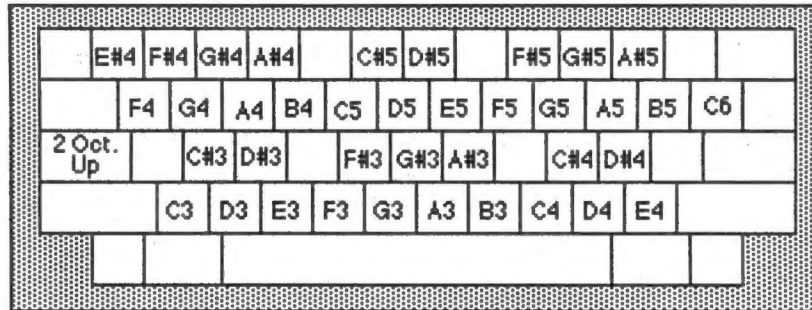 E#4 F#4 G#4 A#4 C#5 D#5 F#5 G#5 A#5
F4 G4 A4 B4 C5 D5 E5 F5 G5 A5 B5 C6
2 Oct.
Up C#3 D#3 F#3 G#3 A#3 C#4 D#4
C3 D3 E3 F3 G3 A3 B3 C4 D4 E4